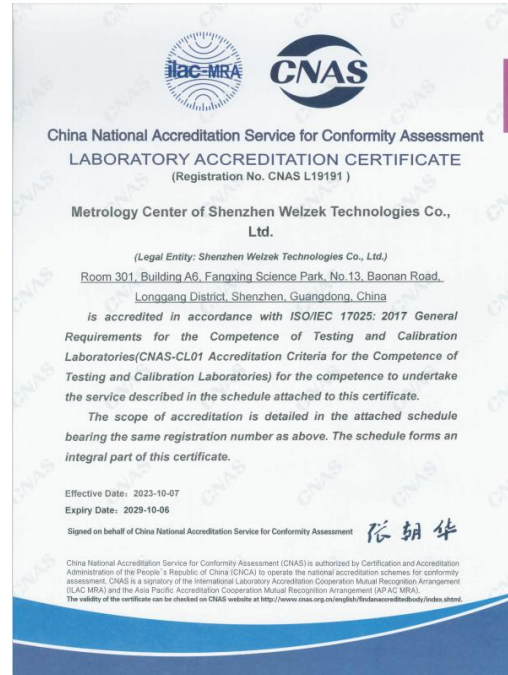 ilac-MRA
CNAS
China National Accreditation Service for Conformity Assessment
LABORATORY ACCREDITATION CERTIFICATE
(Registration No. CNAS L19191 )
Metrology Center of Shenzhen Welzek Technologies Co.,
Ltd.
(Legal Entity: Shenzhen Welzek Technologies Co., Ltd.)
Room 301, Building A6, Fangxing Science Park, No.13, Baonan Road,
Longgang District, Shenzhen, Guangdong, China
is accredited in accordance with ISO/IEC 17025: 2017 General
Requirements for the Competence of Testing and Calibration
Laboratories(CNAS-CL01 Accreditation Criteria for the Competence of
Testing and Calibration Laboratories) for the competence to undertake
the service described in the schedule attached to this certificate.
The scope of accreditation is detailed in the attached schedule
bearing the same registration number as above. The schedule forms an
integral part of this certificate.
Effective Date: 2023-10-07
Expiry Date: 2029-10-06
Signed on behalf of China National Accreditation Service for Conformity Assessment 张朝华
China National Accreditation Service for Conformity Assessment (CNAS) is authorized by Certification and Accreditation
Administration of the People`s Republic of China (CNCA) to operate the national accreditation schemes for conformity
assessment. CNAS is a signatory of the International Laboratory Accreditation Cooperation Mutual Recognition Arrangement
(ILAC MRA) and the Asia Pacific Accreditation Cooperation Mutual Recognition Arrangement (APAC MRA).
The validity of the certificate can be checked on CNAS website at http://www.cnas.org.cn/english/findanaccreditedbody/index.shtml.